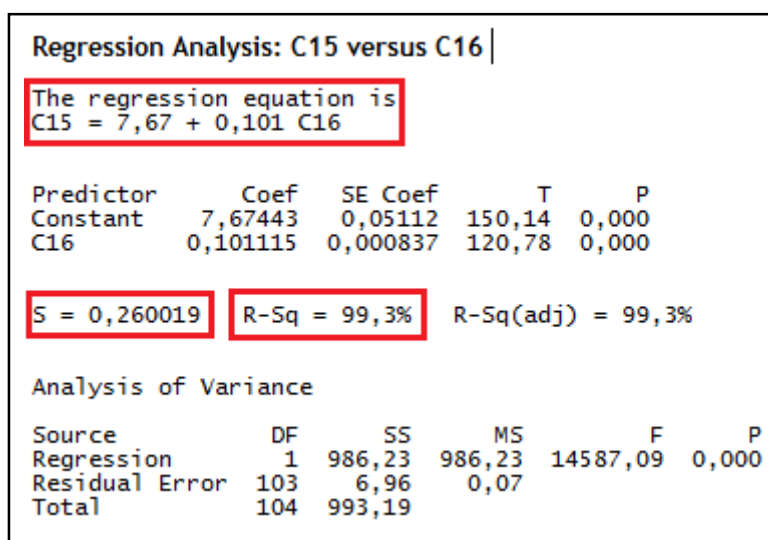 Regression Analysis: C15 versus C16
The regression equation is
C15 = 7,67 + 0,101 C16
Predictor Coef SE Coef T P
Constant 7,67443 0,05112 150,14 0,000
C16 0,101115 0,000837 120,78 0,000
S = 0,260019 R-Sq = 99,3% R-Sq(adj) = 99,3%
Analysis of Variance
Source DF SS MS F P
Regression 1 986,23 986,23 14587,09 0,000
Residual Error 103 6,96 0,07
Total 104 993,19